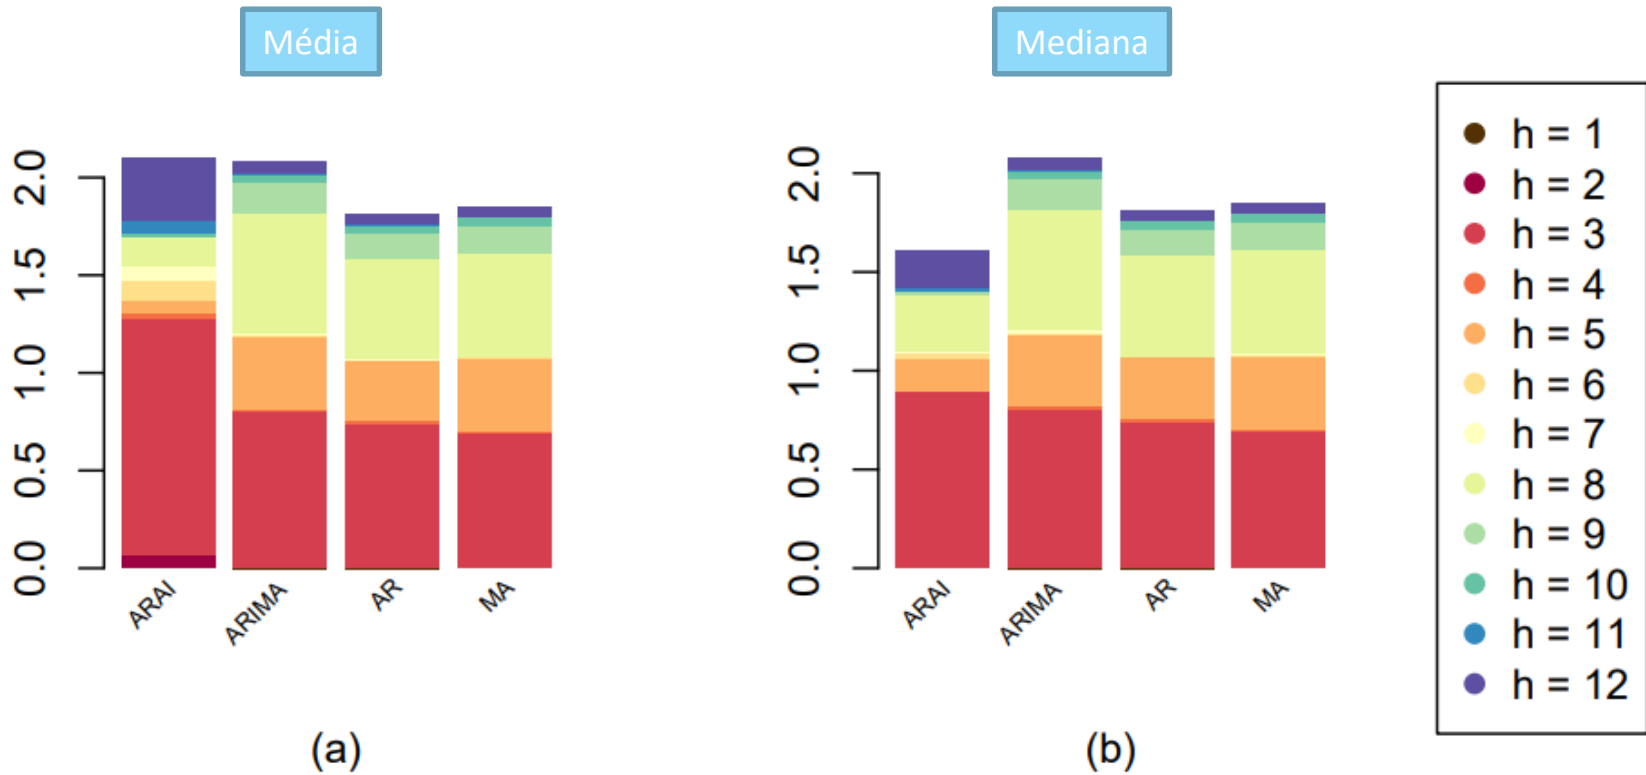 Média
Mediana
2.0
1.5
1.0
0.5
0.0
ARAI
ARIMA
AR
MA
(a)
2.0
1.5
1.0
0.5
0.0
ARAI
ARIMA
AR
MA
(b)
h = 1
h = 2
h = 3
h = 4
h = 5
h = 6
h = 7
h = 8
h = 9
h = 10
h = 11
h = 12